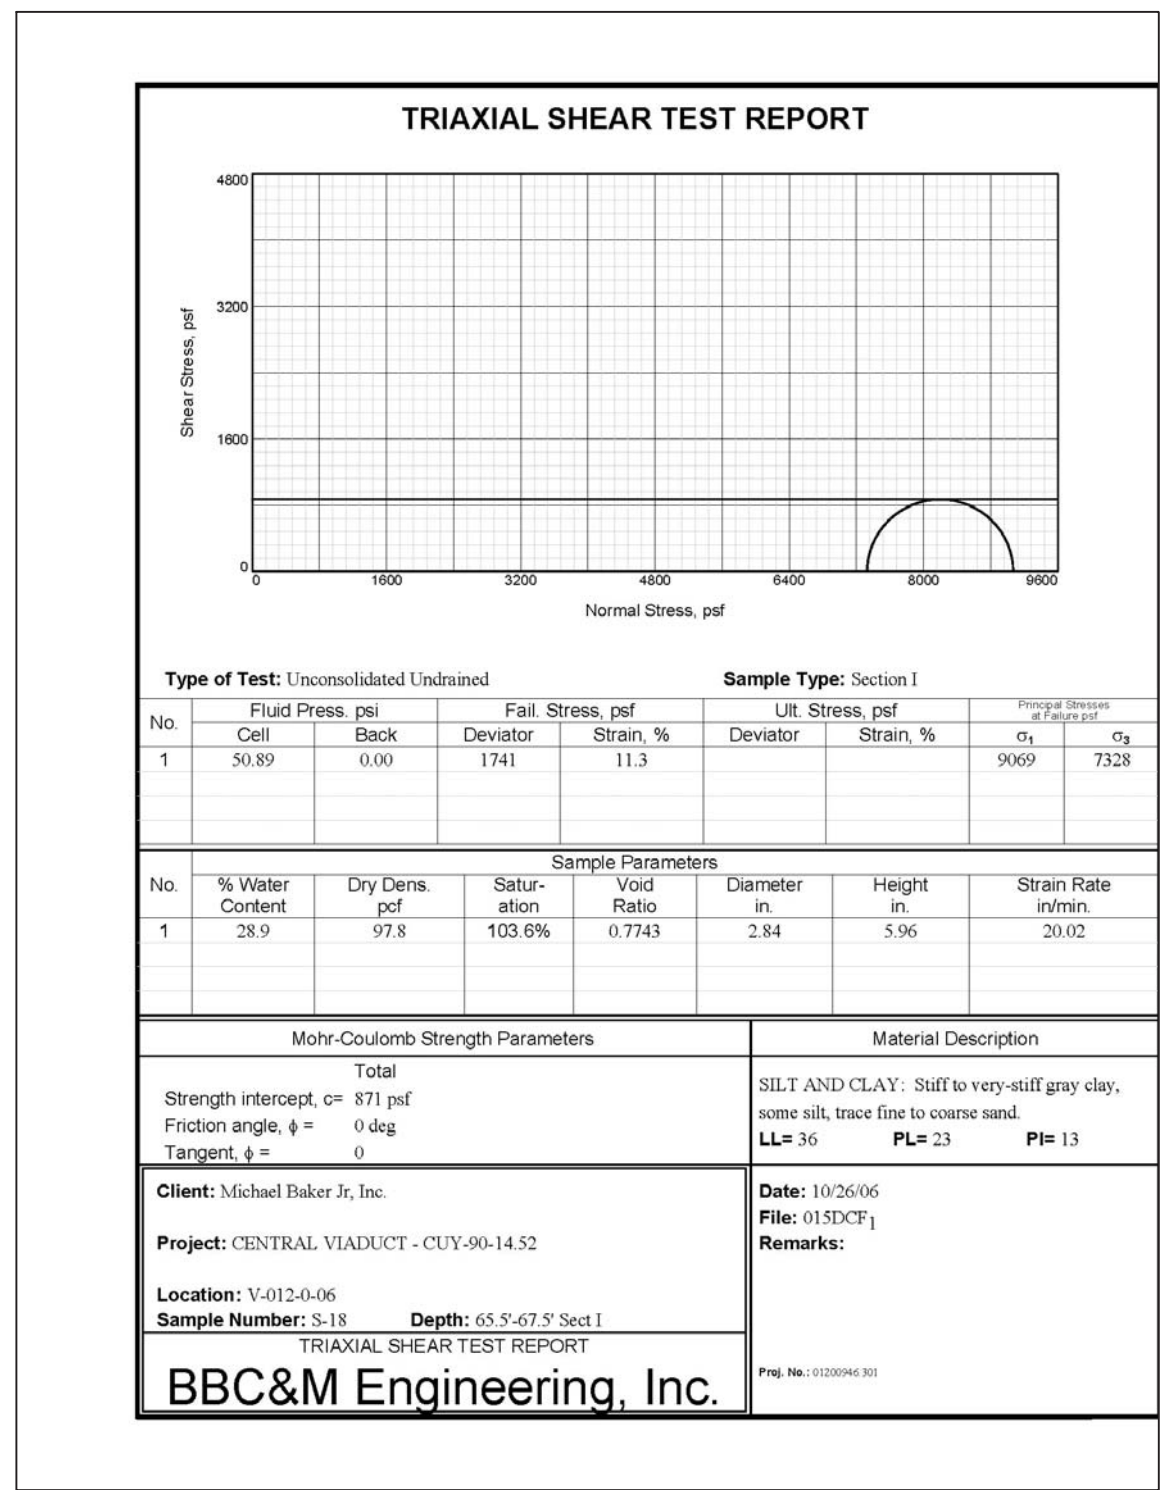 TRIAXIAL SHEAR TEST REPORT
4800
3200
1600
0
Shear Stress, psf
0 1600 3200 4800 6400 8000 9600
Normal Stress, psf
Type of Test: Unconsolidated Undrained Sample Type: Section I
No. Fluid Press. psi Fail. Stress, psf Ult. Stress, psf Principal Stresses
at Failure psf
Cell Back Deviator Strain, % Deviator Strain, % σ1 σ3
1 50.89 0.00 1741 11.3 9069 7328
Sample Parameters
No. % Water Dry Dens. Satur- Void Diameter Height Strain Rate
Content pcf ation Ratio in. in. in/min.
1 28.9 97.8 103.6% 0.7743 2.84 5.96 20.02
Mohr-Coulomb Strength Parameters
Total
Strength intercept, c= 871 psf
Friction angle, ϕ = 0 deg
Tangent, ϕ = 0
Material Description
SILT AND CLAY: Stiff to very-stiff gray clay,
some silt, trace fine to coarse sand.
LL= 36 PL= 23 PI= 13
Client: Michael Baker Jr, Inc.
Project: CENTRAL VIADUCT - CUY-90-14.52
Location: V-012-0-06
Sample Number: S-18 Depth: 65.5'-67.5' Sect I
TRIAXIAL SHEAR TEST REPORT
BBC&M Engineering, Inc.
Date: 10/26/06
File: 015DCF1
Remarks:
Proj. No.: 01200946.301